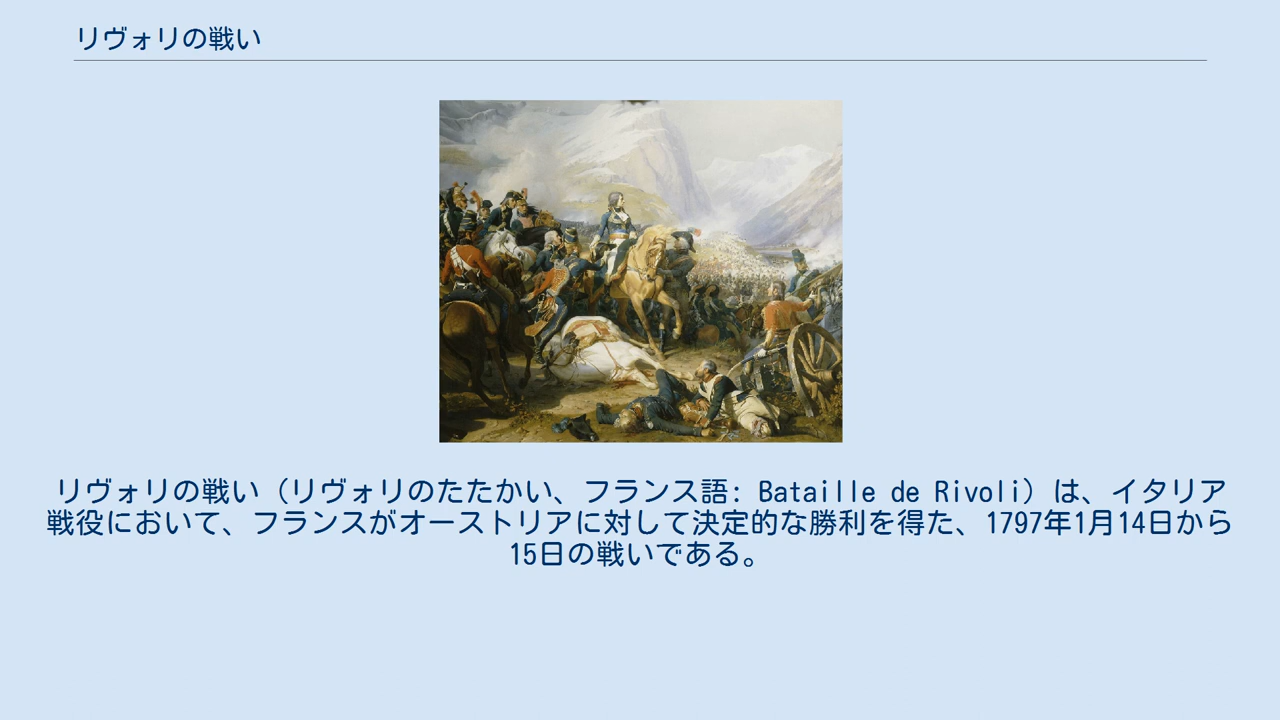 リヴォリの戦い
リヴォリの戦い（リヴォリのたたかい、フランス語: Bataille de Rivoli）は、イタリア
戦役において、フランスがオーストリアに対して決定的な勝利を得た、1797年1月14日から
15日の戦いである。